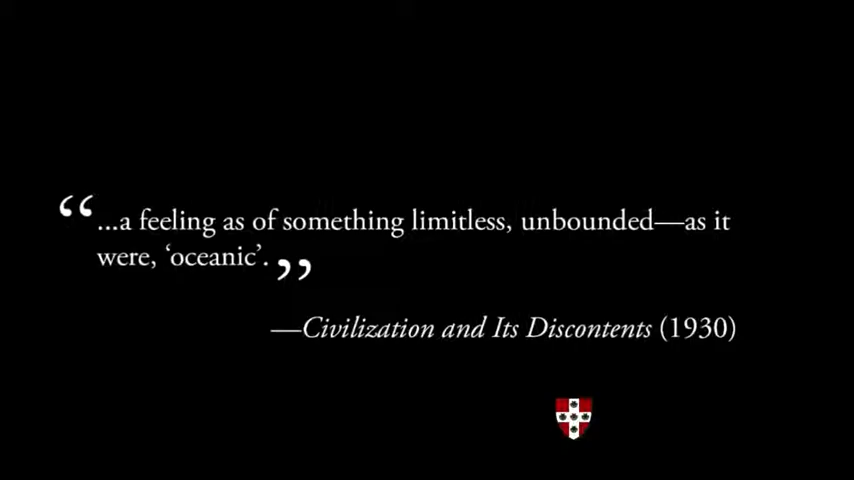 “...a feeling as of something limitless, unbounded—as it
were, ‘oceanic’.”
—Civilization and Its Discontents (1930)